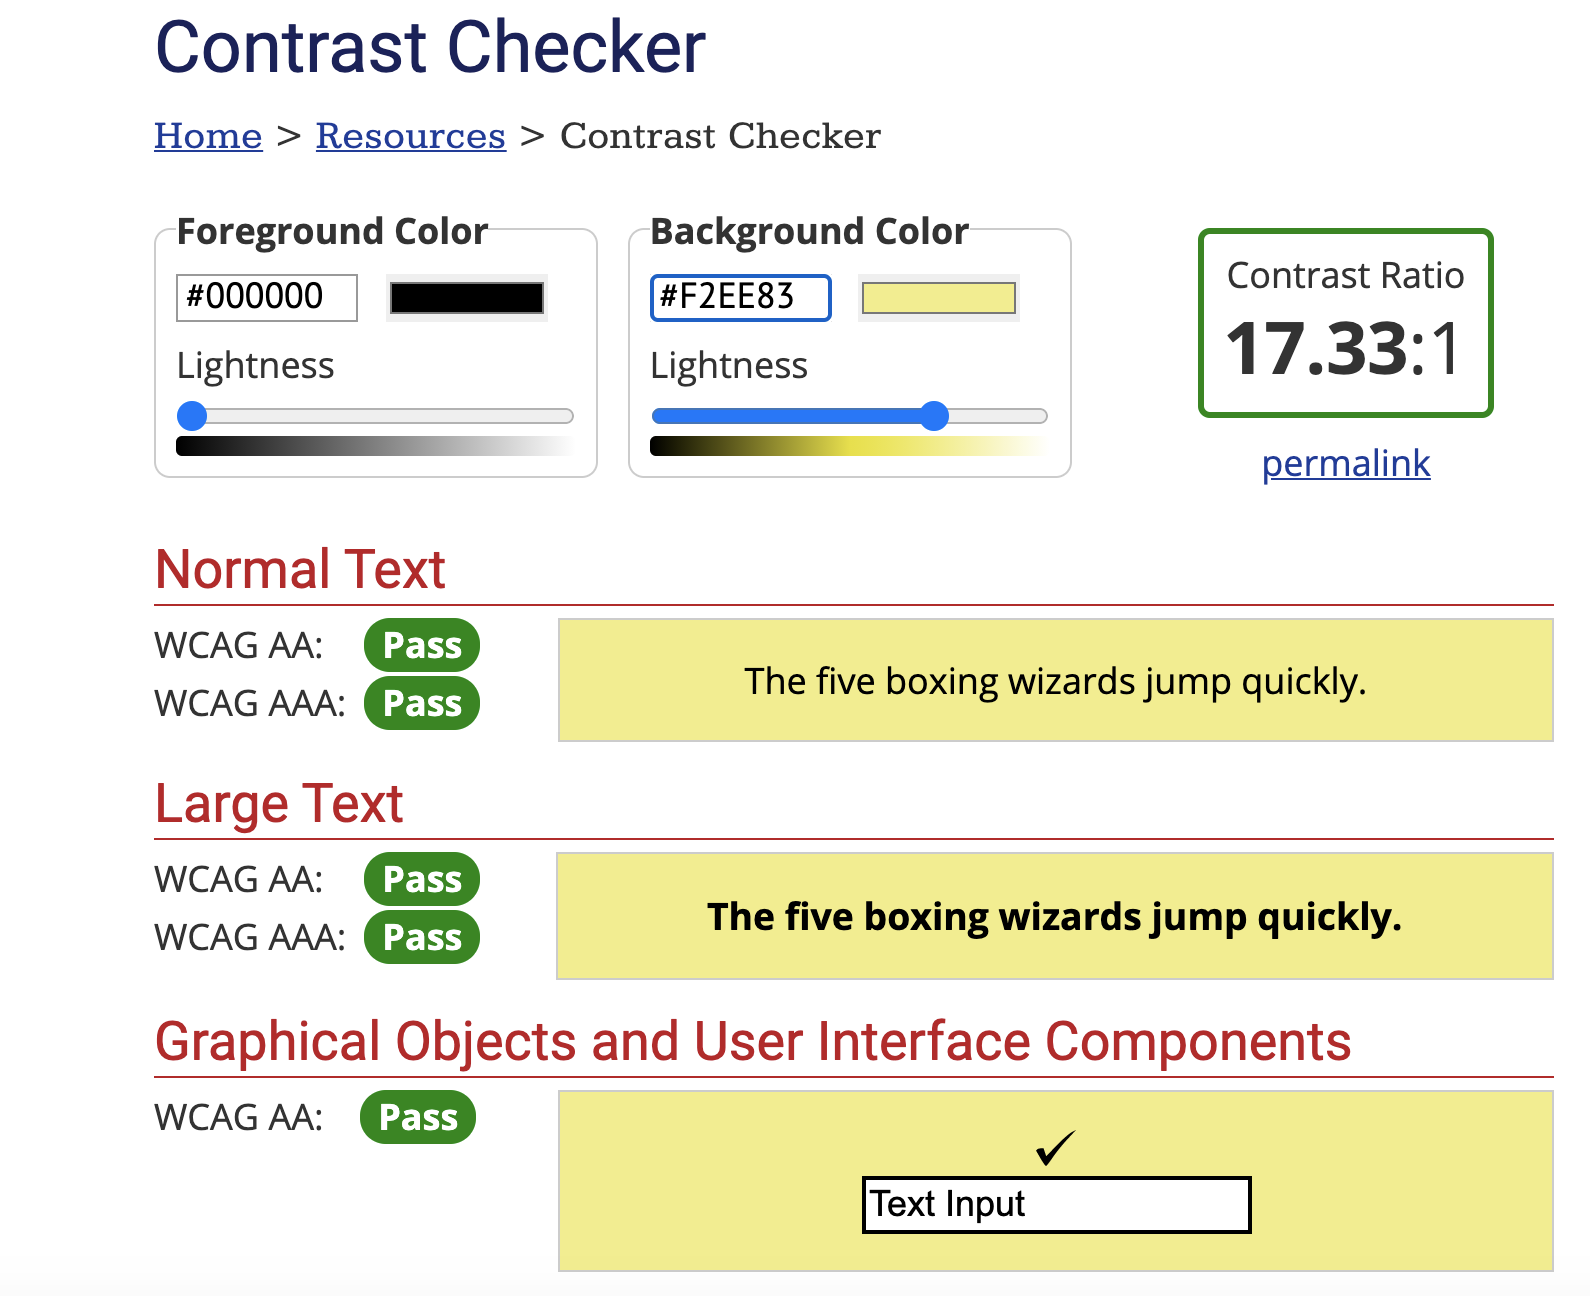 Contrast Checker
Home > Resources > Contrast Checker
Foreground Color
#000000
Lightness
Background Color
#F2EE83
Lightness
Contrast Ratio
17.33:1
permalink
Normal Text
WCAG AA: Pass
WCAG AAA: Pass
The five boxing wizards jump quickly.
Large Text
WCAG AA: Pass
WCAG AAA: Pass
The five boxing wizards jump quickly.
Graphical Objects and User Interface Components
WCAG AA: Pass
✓
Text Input